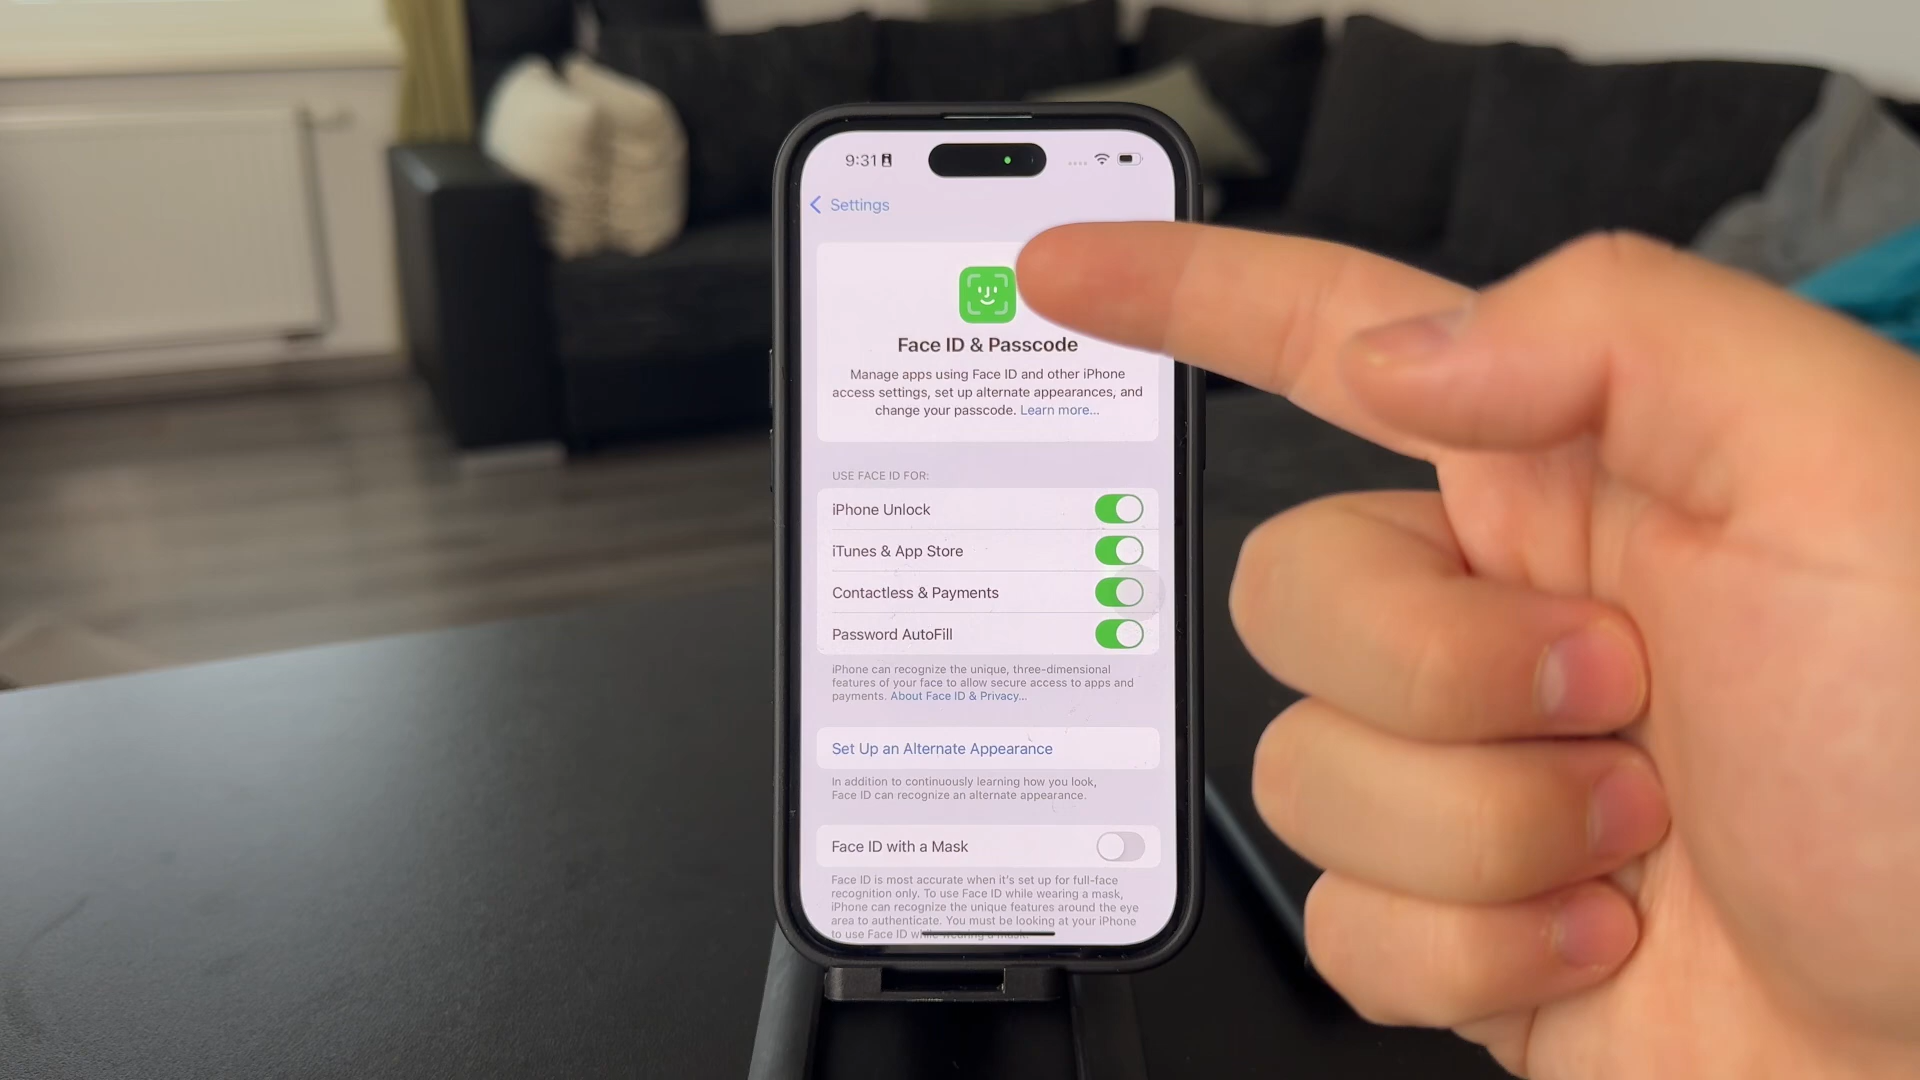 9:31
Settings
Face ID & Passcode
Manage apps using Face ID and other iPhone
access settings, set up alternate appearances, and
change your passcode. Learn more...
USE FACE ID FOR:
iPhone Unlock
iTunes & App Store
Contactless & Payments
Password AutoFill
iPhone can recognize the unique, three-dimensional
features of your face to allow secure access to apps and
payments. About Face ID & Privacy...
Set Up an Alternate Appearance
In addition to continuously learning how you look,
Face ID can recognize an alternate appearance.
Face ID with a Mask
Face ID is most accurate when it's set up for full-face
recognition only. To use Face ID while wearing a mask,
iPhone can recognize the unique features around the eye
area to authenticate. You must be looking at your iPhone
to use Face ID while wearing a mask.